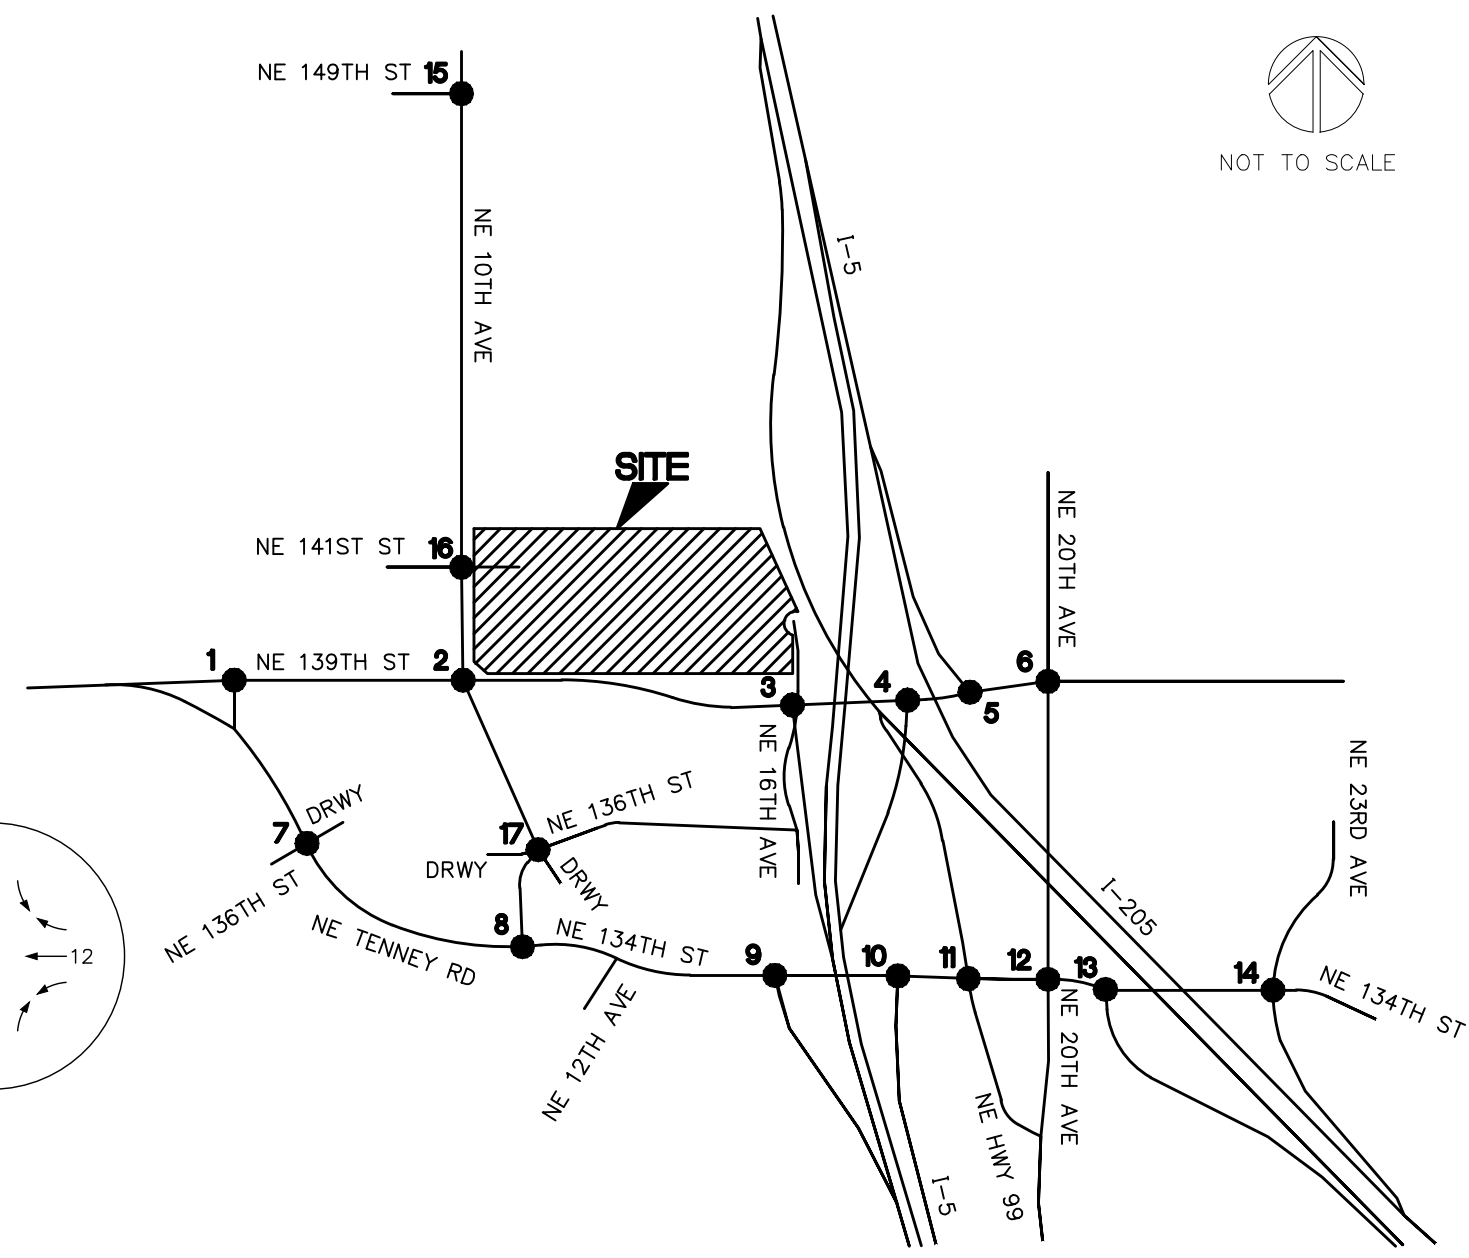 NE 149TH ST 15
NOT TO SCALE
NE 10TH AVE
I-5
SITE
NE 141ST ST 16
NE 20TH AVE
1 NE 139TH ST 2
3
4
5
6
NE 16TH AVE
NE 23RD AVE
DRWY
7
NE 136TH ST
17 NE 136TH ST
DRWY
DRWY
NE TENNEY RD
8 NE 134TH ST
I-205
12
9
10
11
12
13
14
NE 134TH ST
NE 12TH AVE
NE 20TH AVE
NE HWY 99
I-5